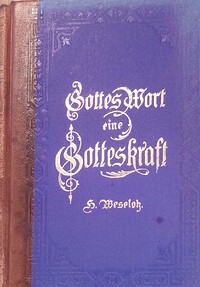 Gottes Wort
eine
Gotteskraft
H. Weseloh.